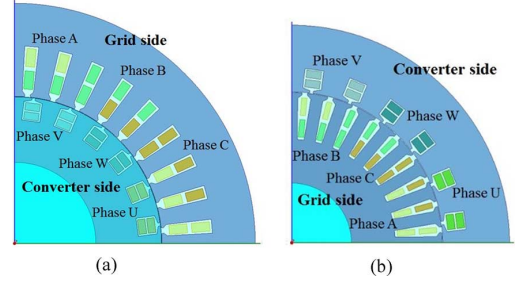 Grid side
Phase A
Phase B
Phase V
Phase W
Phase C
Converter side
Phase U
(a)
Phase V
Converter side
Phase W
Phase B
Phase C
Phase U
Grid side
Phase A
(b)